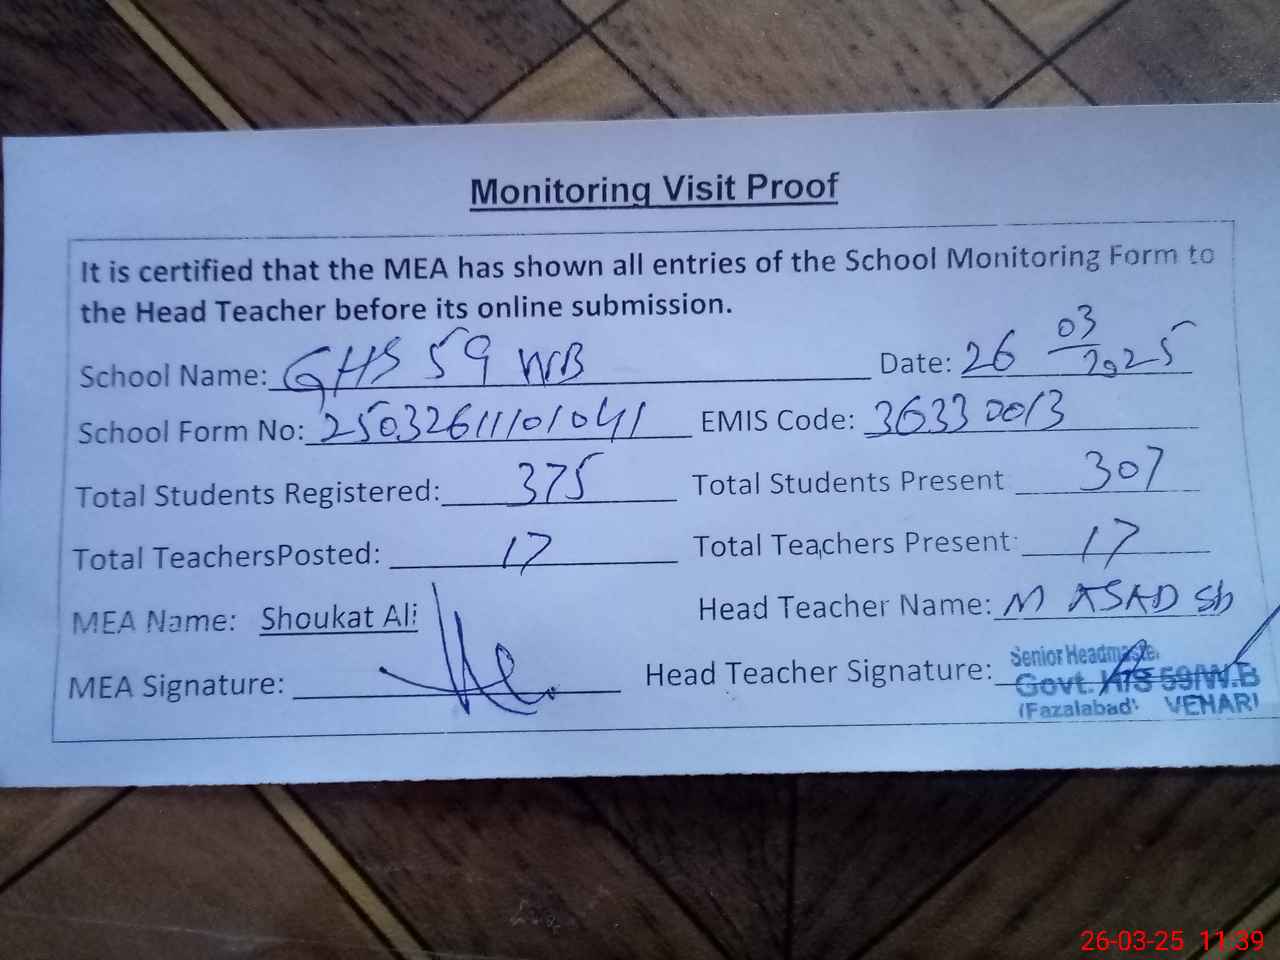 Monitoring Visit Proof
It is certified that the MEA has shown all entries of the School Monitoring Form to
the Head Teacher before its online submission.
School Name: GHS 59 WB Date: 26 03/2025
School Form No: 25032611101041 EMIS Code: 36330013
Total Students Registered: 375 Total Students Present 307
Total TeachersPosted: 17 Total Teachers Present: 17
MEA Name: Shoukat Ali Head Teacher Name: M ASAD Sb
MEA Signature: Head Teacher Signature:
Senior Headmaster
Govt. H/S 59/W.B
(Fazalabad) VEHARI
26-03-25 11:39